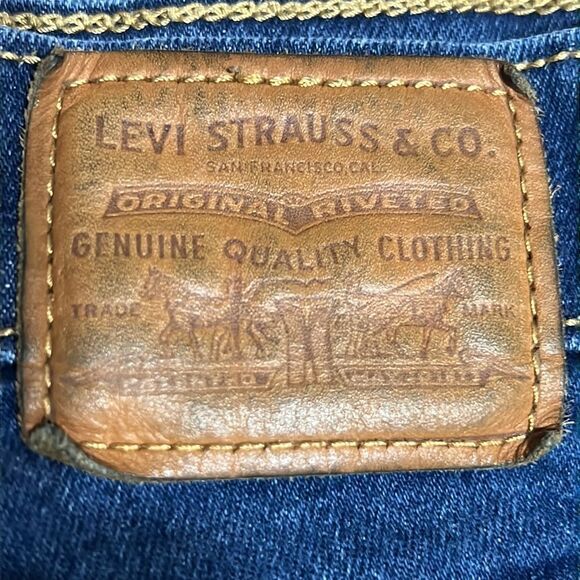 LEVI STRAUSS & CO.
SAN FRANCISCO, CAL.
ORIGINAL RIVETED
GENUINE QUALITY CLOTHING
TRADE MARK